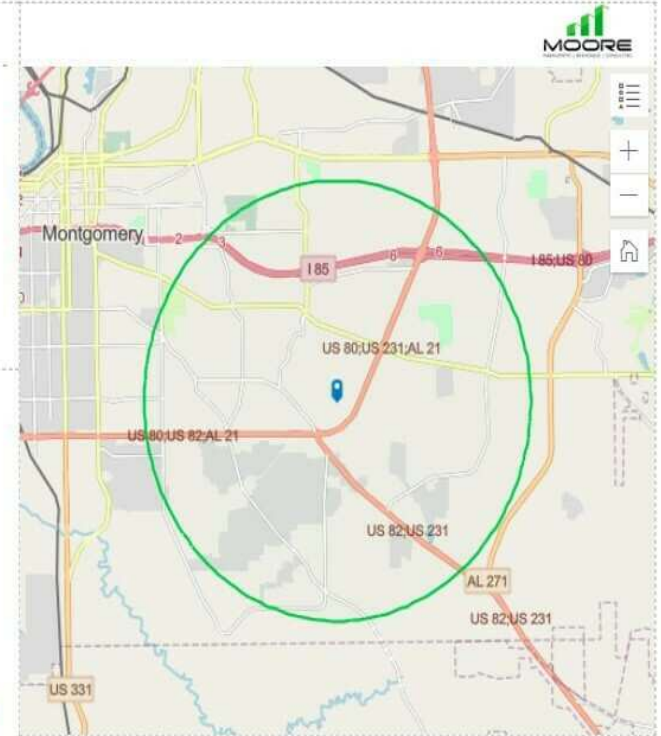 MOORE
Montgomery
2
3
I 85
6
6
I 85;US 80
US 80;US 231;AL 21
US 80;US 82;AL 21
US 82;US 231
AL 271
US 82;US 231
US 331